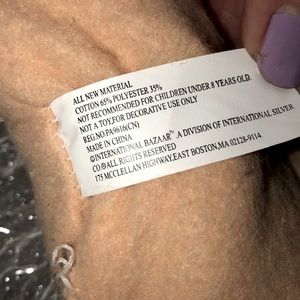 ALL NEW MATERIAL
COTTON 65% POLYESTER 35%
NOT RECOMMENDED FOR CHILDREN UNDER 8 YEARS OLD.
NOT A TOY,FOR DECORATIVE USE ONLY
REG.NO.PA9616(CN)
MADE IN CHINA
©INTERNATIONAL BAZAAR™ A DIVISION OF INTERNATIONAL SILVER
CO.®ALL RIGHTS RESERVED
175 MCCLELLAN HIGHWAY,EAST BOSTON,MA 02128-9114.